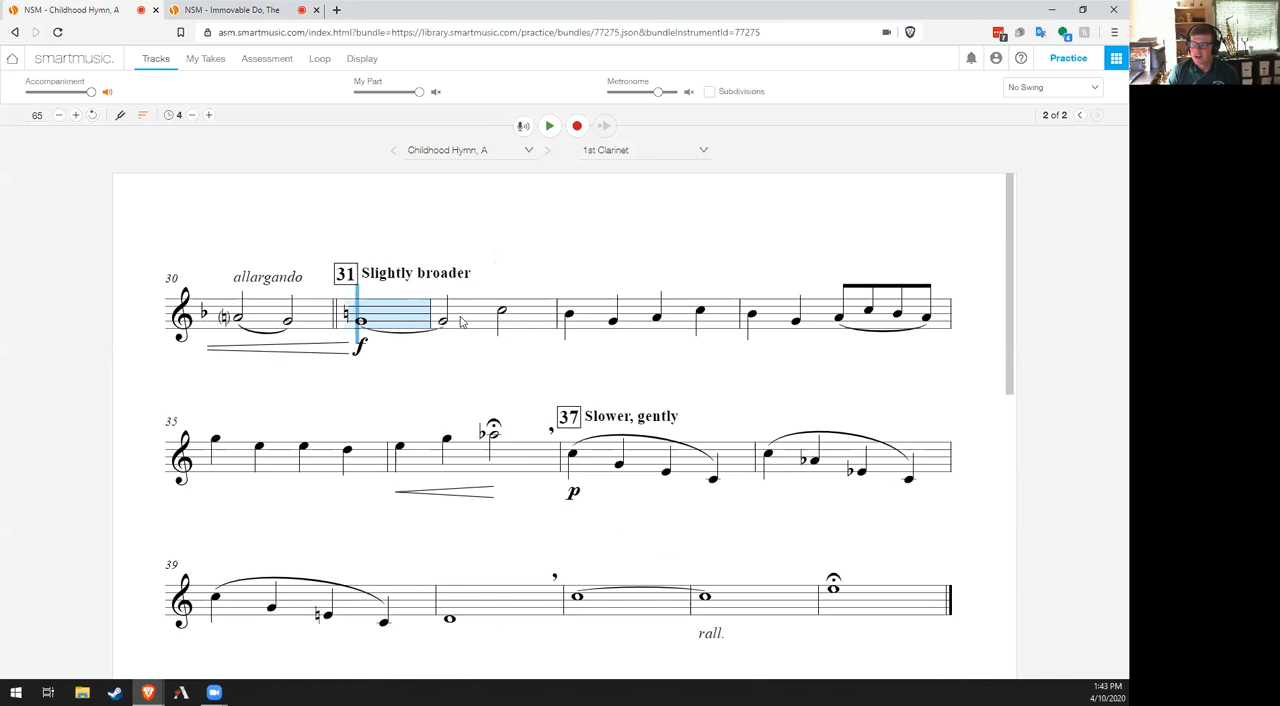 NSM - Childhood Hymn, A
NSM - Immovable Do, The
asm.smartmusic.com/index.html?bundle=https://library.smartmusic.com/practice/bundles/77275.json&bundleInstrumentId=77275
7
4
smartmusic.
Tracks
My Takes
Assessment
Loop
Display
Practice
Accompaniment
My Part
Metronome
Subdivisions
No Swing
65
4
2 of 2
Childhood Hymn, A
1st Clarinet
30
allargando
31 Slightly broader
f
35
37 Slower, gently
p
39
rall.
1:43 PM
4/10/2020